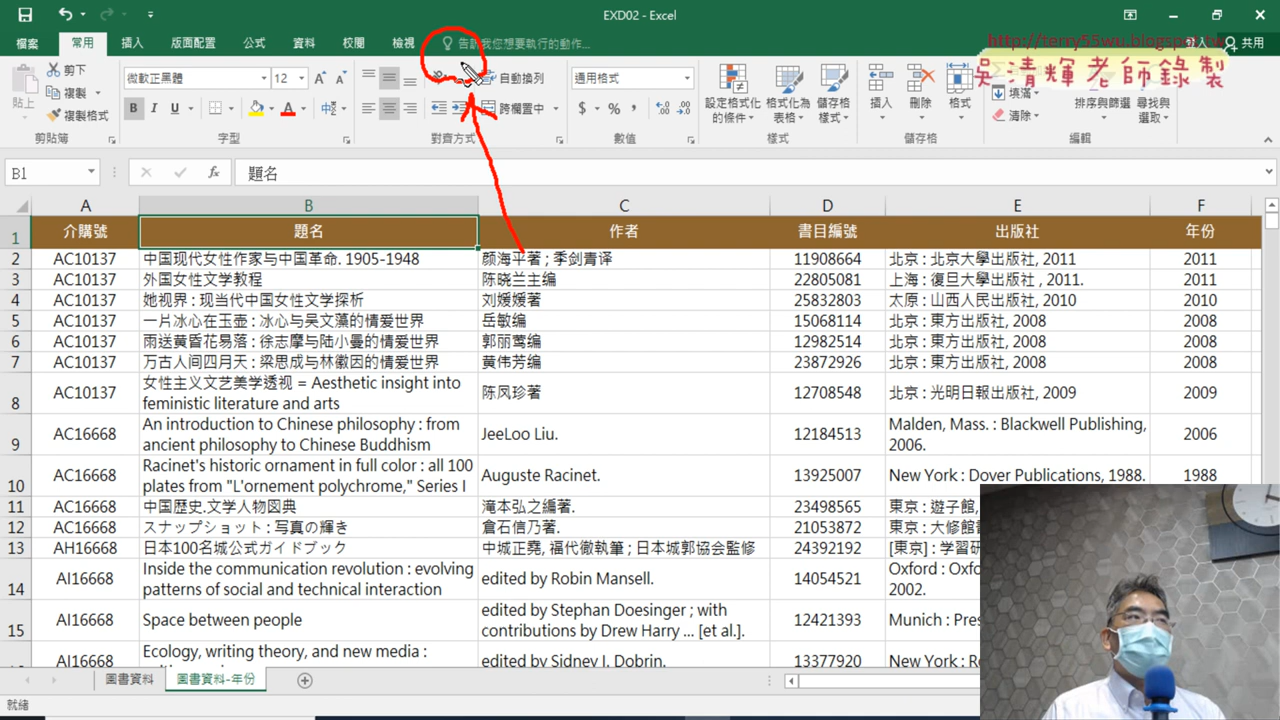 EXD02 - Excel
http://terry55wu.blogspot.tw
吳清輝老師錄製
檔案 常用 插入 版面配置 公式 資料 校閱 檢視 告訴我您想要執行的動作... 共用
貼上 剪下 複製 複製格式 剪貼簿
微軟正黑體 12 B I U 字型
自動換列 跨欄置中 對齊方式
通用格式 $ % 數值
設定格式化的條件 格式化為表格 儲存格樣式 樣式
插入 刪除 格式 儲存格
填滿 清除 排序與篩選 尋找與選取 編輯
B1 fx 題名
A B C D E F
1 介購號 題名 作者 書目編號 出版社 年份
2 AC10137 中国现代女性作家与中国革命. 1905-1948 颜海平著 ; 季剑青译 11908664 北京 : 北京大學出版社, 2011 2011
3 AC10137 外国女性文学教程 陈晓兰主编 22805081 上海 : 復旦大學出版社 , 2011. 2011
4 AC10137 她视界 : 现当代中国女性文学探析 刘媛媛著 25832803 太原 : 山西人民出版社, 2010 2010
5 AC10137 一片冰心在玉壶 : 冰心与吴文藻的情爱世界 岳敏编 15068114 北京 : 東方出版社, 2008 2008
6 AC10137 雨送黄昏花易落 : 徐志摩与陆小曼的情爱世界 郭丽莺编 12982514 北京 : 東方出版社, 2008 2008
7 AC10137 万古人间四月天 : 梁思成与林徽因的情爱世界 黄伟芳编 23872926 北京 : 東方出版社, 2008 2008
8 AC10137 女性主义文艺美学透视 = Aesthetic insight into feministic literature and arts 陈凤珍著 12708548 北京 : 光明日報出版社, 2009 2009
9 AC16668 An introduction to Chinese philosophy : from ancient philosophy to Chinese Buddhism JeeLoo Liu. 12184513 Malden, Mass. : Blackwell Publishing, 2006. 2006
10 AC16668 Racinet's historic ornament in full color : all 100 plates from "L'ornement polychrome," Series I Auguste Racinet. 13925007 New York : Dover Publications, 1988. 1988
11 AC16668 中国歴史.文学人物図典 滝本弘之編著. 23498565 東京 : 遊子館,
12 AC16668 スナップショット : 写真の輝き 倉石信乃著. 21053872 東京 : 大修館
13 AH16668 日本100名城公式ガイドブック 中城正堯, 福代徹執筆 ; 日本城郭協会監修 24392192 [東京] : 学習研
14 AI16668 Inside the communication revolution : evolving patterns of social and technical interaction edited by Robin Mansell. 14054521 Oxford : Oxfo 2002.
15 AI16668 Space between people edited by Stephan Doesinger ; with contributions by Drew Harry ... [et al.]. 12421393 Munich : Pres
AI16668 Ecology, writing theory, and new media : edited by Sidney I. Dobrin. 13377920 New York : R
圖書資料 圖書資料-年份
就緒